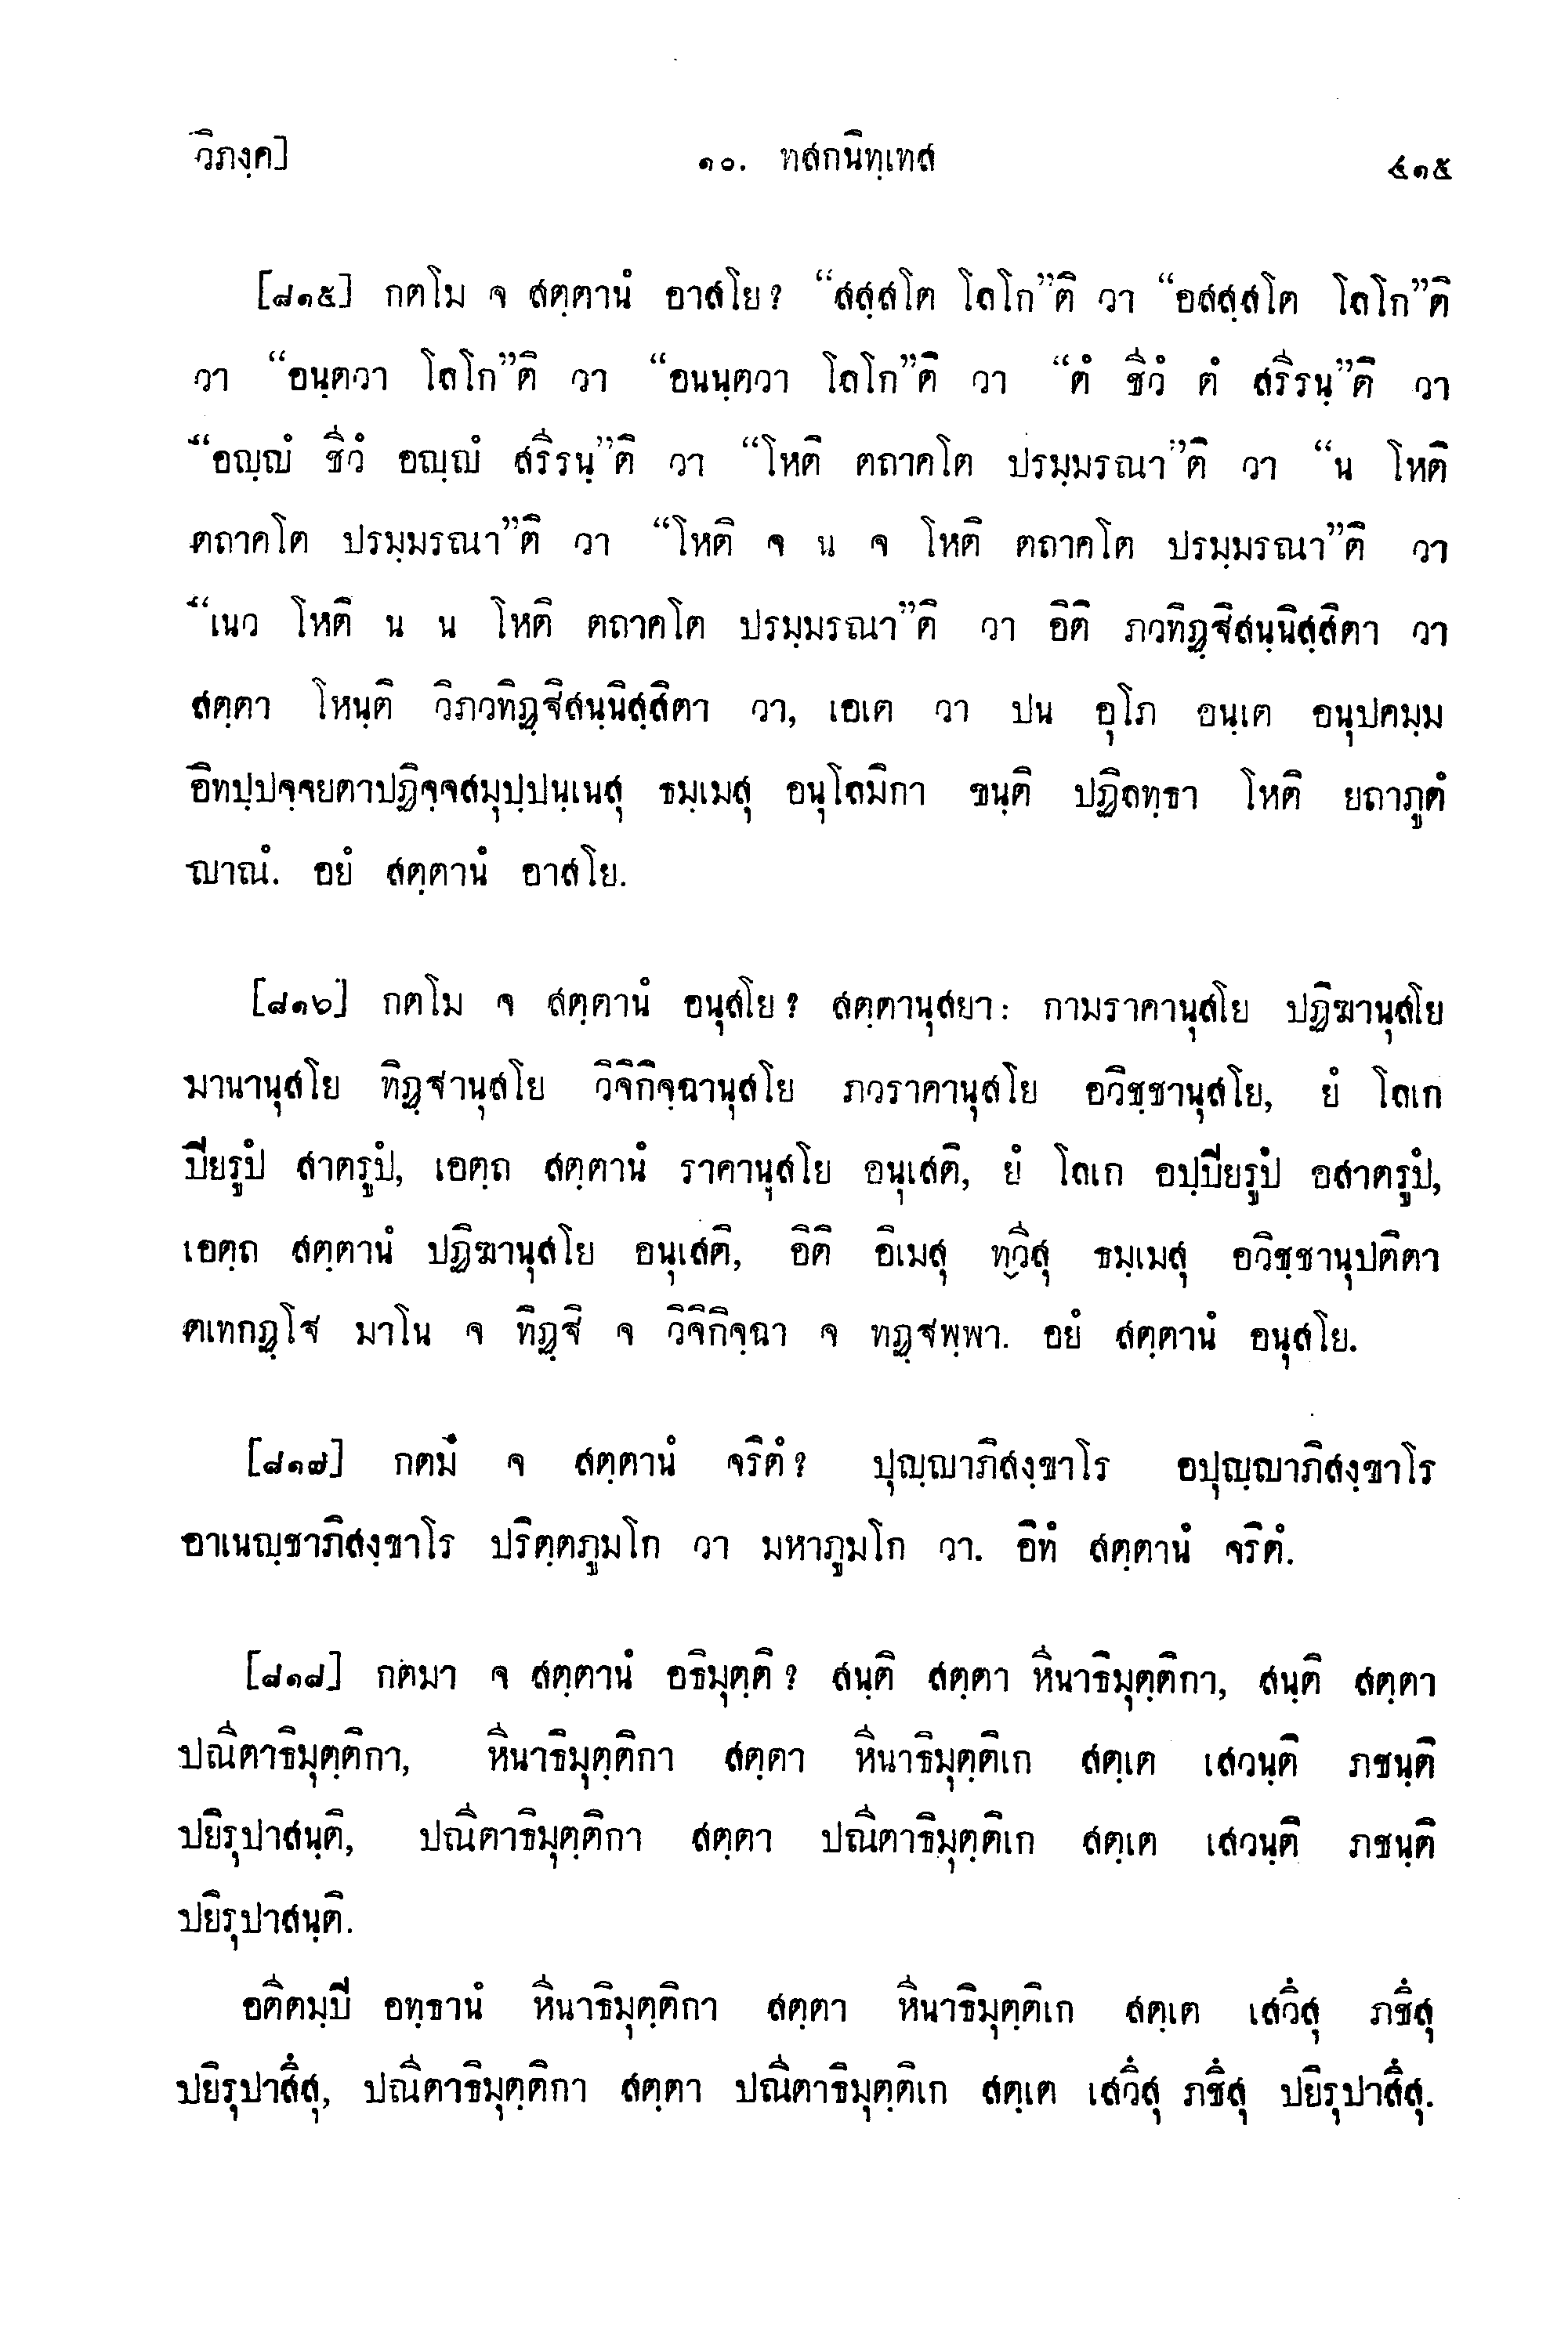 วิภงฺค]
๑๐. ทสกนิทฺเทส
๔๑๕
[๘๑๕] กตโม จ สตฺตานํ อาสโย? “สสฺสโต โลโก”ติ วา “อสสฺสโต โลโก”ติ
วา “อนฺตวา โลโก”ติ วา “อนนฺตวา โลโก”ติ วา “ตํ ชีวํ ตํ สรีรนฺ”ติ วา
“อญฺญํ ชีวํ อญฺญํ สรีรนฺ”ติ วา “โหติ ตถาคโต ปรมฺมรณา”ติ วา “น โหติ
ตถาคโต ปรมฺมรณา”ติ วา “โหติ จ น จ โหติ ตถาคโต ปรมฺมรณา”ติ วา
“เนว โหติ น น โหติ ตถาคโต ปรมฺมรณา”ติ วา อิติ ภวทิฏฺฐิสนฺนิสฺสิตา วา
สตฺตา โหนฺติ วิภวทิฏฺฐิสนฺนิสฺสิตา วา, เอเต วา ปน อุโภ อนฺเต อนุปคมฺม
อิทปฺปจฺจยตาปฏิจฺจสมุปฺปนฺเนสุ ธมฺเมสุ อนุโลมิกา ขนฺติ ปฏิลทฺธา โหติ ยถาภูตํ
ญาณํ. อยํ สตฺตานํ อาสโย.
[๘๑๖] กตโม จ สตฺตานํ อนุสโย? สตฺตานุสยา: กามราคานุสโย ปฏิฆานุสโย
มานานุสโย ทิฏฺฐานุสโย วิจิกิจฺฉานุสโย ภวราคานุสโย อวิชฺชานุสโย, ยํ โลเก
ปิยรูปํ สาตรูปํ, เอตฺถ สตฺตานํ ราคานุสโย อนุเสติ, ยํ โลเก อปฺปิยรูปํ อสาตรูปํ,
เอตฺถ สตฺตานํ ปฏิฆานุสโย อนุเสติ, อิติ อิเมสุ ทฺวีสุ ธมฺเมสุ อวิชฺชานุปติตา
ตเทกฏฺโฐ มาโน จ ทิฏฺฐิ จ วิจิกิจฺฉา จ ทฏฺฐพฺพา. อยํ สตฺตานํ อนุสโย.
[๘๑๗] กตมํ จ สตฺตานํ จริตํ? ปุญฺญาภิสงฺขาโร อปุญฺญาภิสงฺขาโร
อาเนญฺชาภิสงฺขาโร ปริตฺตภูมโก วา มหาภูมโก วา. อิทํ สตฺตานํ จริตํ.
[๘๑๘] กตมา จ สตฺตานํ อธิมุตฺติ? สนฺติ สตฺตา หีนาธิมุตฺติกา, สนฺติ สตฺตา
ปณีตาธิมุตฺติกา, หีนาธิมุตฺติกา สตฺตา หีนาธิมุตฺติเก สตฺเต เสวนฺติ ภชนฺติ
ปยิรุปาสนฺติ, ปณีตาธิมุตฺติกา สตฺตา ปณีตาธิมุตฺติเก สตฺเต เสวนฺติ ภชนฺติ
ปยิรุปาสนฺติ.
อตีตมฺปิ อทฺธานํ หีนาธิมุตฺติกา สตฺตา หีนาธิมุตฺติเก สตฺเต เสวิํสุ ภชิํสุ
ปยิรุปาสิํสุ, ปณีตาธิมุตฺติกา สตฺตา ปณีตาธิมุตฺติเก สตฺเต เสวิํสุ ภชิํสุ ปยิรุปาสิํสุ.